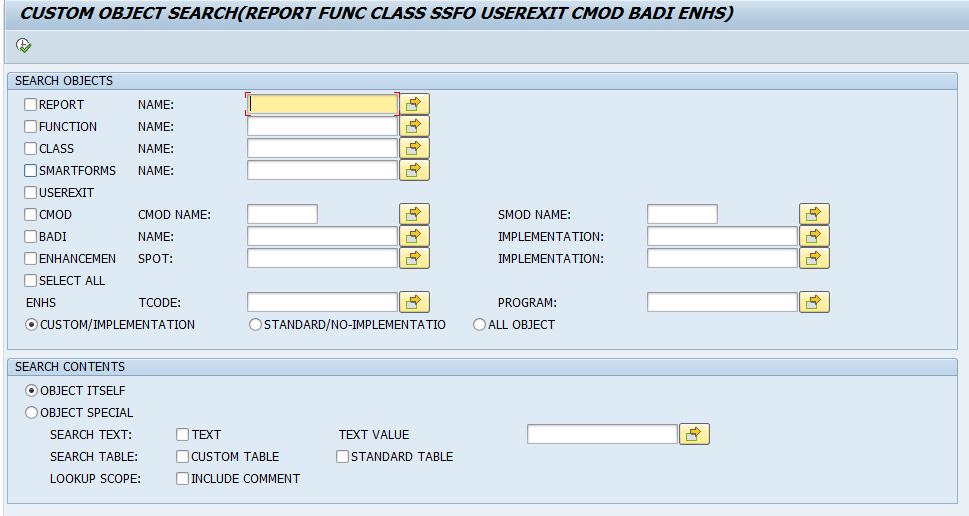 CUSTOM OBJECT SEARCH(REPORT FUNC CLASS SSFO USEREXIT CMOD BADI ENHS)
SEARCH OBJECTS
REPORT NAME:
FUNCTION NAME:
CLASS NAME:
SMARTFORMS NAME:
USEREXIT
CMOD CMOD NAME: SMOD NAME:
BADI NAME: IMPLEMENTATION:
ENHANCEMEN SPOT: IMPLEMENTATION:
SELECT ALL
ENHS TCODE: PROGRAM:
CUSTOM/IMPLEMENTATION STANDARD/NO-IMPLEMENTATIO ALL OBJECT
SEARCH CONTENTS
OBJECT ITSELF
OBJECT SPECIAL
SEARCH TEXT: TEXT TEXT VALUE
SEARCH TABLE: CUSTOM TABLE STANDARD TABLE
LOOKUP SCOPE: INCLUDE COMMENT